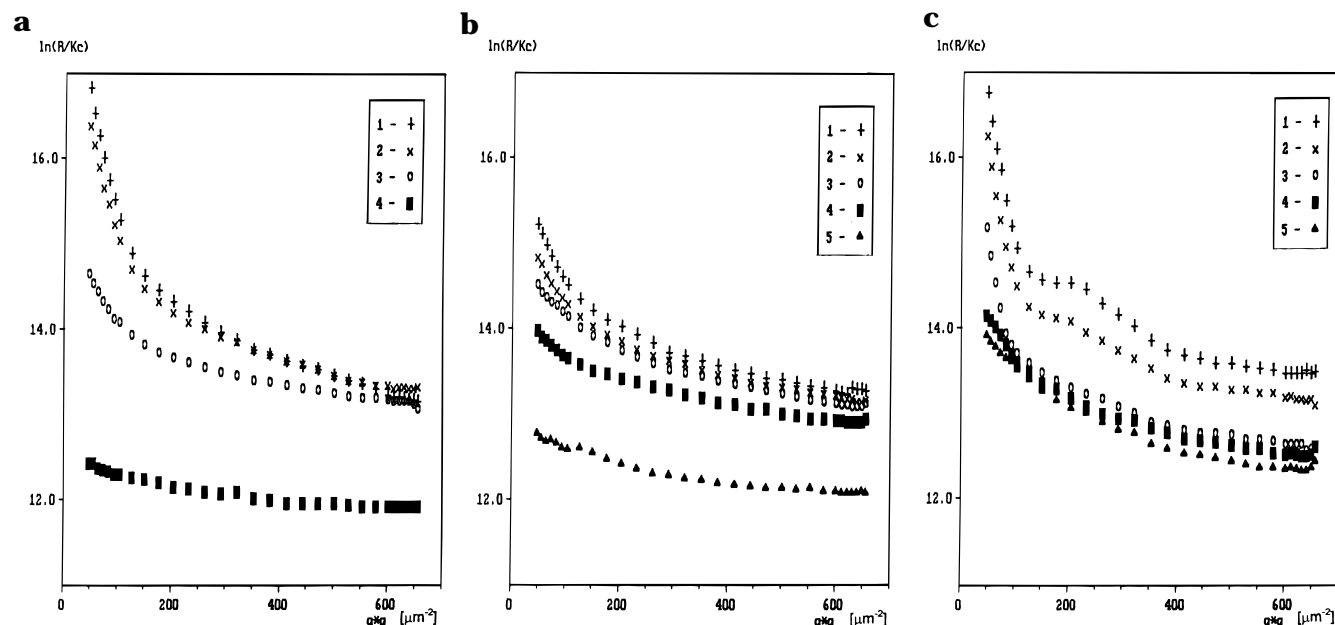 a
ln(R/Kc)
16.0
14.0
12.0
0
200
400
600
q*q [µm-2]
1 - +
2 - ×
3 - o
4 - ■
b
ln(R/Kc)
16.0
14.0
12.0
0
200
400
600
q*q [µm-2]
1 - +
2 - ×
3 - o
4 - ■
5 - ▲
c
ln(R/Kc)
16.0
14.0
12.0
0
200
400
600
q*q [µm-2]
1 - +
2 - ×
3 - o
4 - ■
5 - ▲